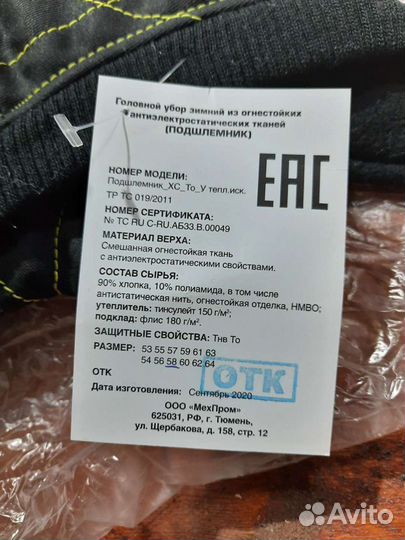 Головной убор зимний из огнестойких
антиэлектростатических тканей
(ПОДШЛЕМНИК)
EAC
НОМЕР МОДЕЛИ:
Подшлемник_ХС_То_У тепл.иск.
ТР ТС 019/2011
НОМЕР СЕРТИФИКАТА:
№ ТС RU C-RU.АБ33.В.00049
МАТЕРИАЛ ВЕРХА:
Смешанная огнестойкая ткань
с антиэлектростатическими свойствами.
СОСТАВ СЫРЬЯ:
90% хлопка, 10% полиамида, в том числе
антистатическая нить, огнестойкая отделка, НМВО;
утеплитель: тинсулейт 150 г/м²;
подклад: флис 180 г/м².
ЗАЩИТНЫЕ СВОЙСТВА: Тнв То
РАЗМЕР: 53 55 57 59 61 63
54 56 58 60 62 64
ОТК
ОТК
Дата изготовления: Сентябрь 2020
ООО «МехПром»
625031, РФ, г. Тюмень,
ул. Щербакова, д. 158, стр. 12
Avito